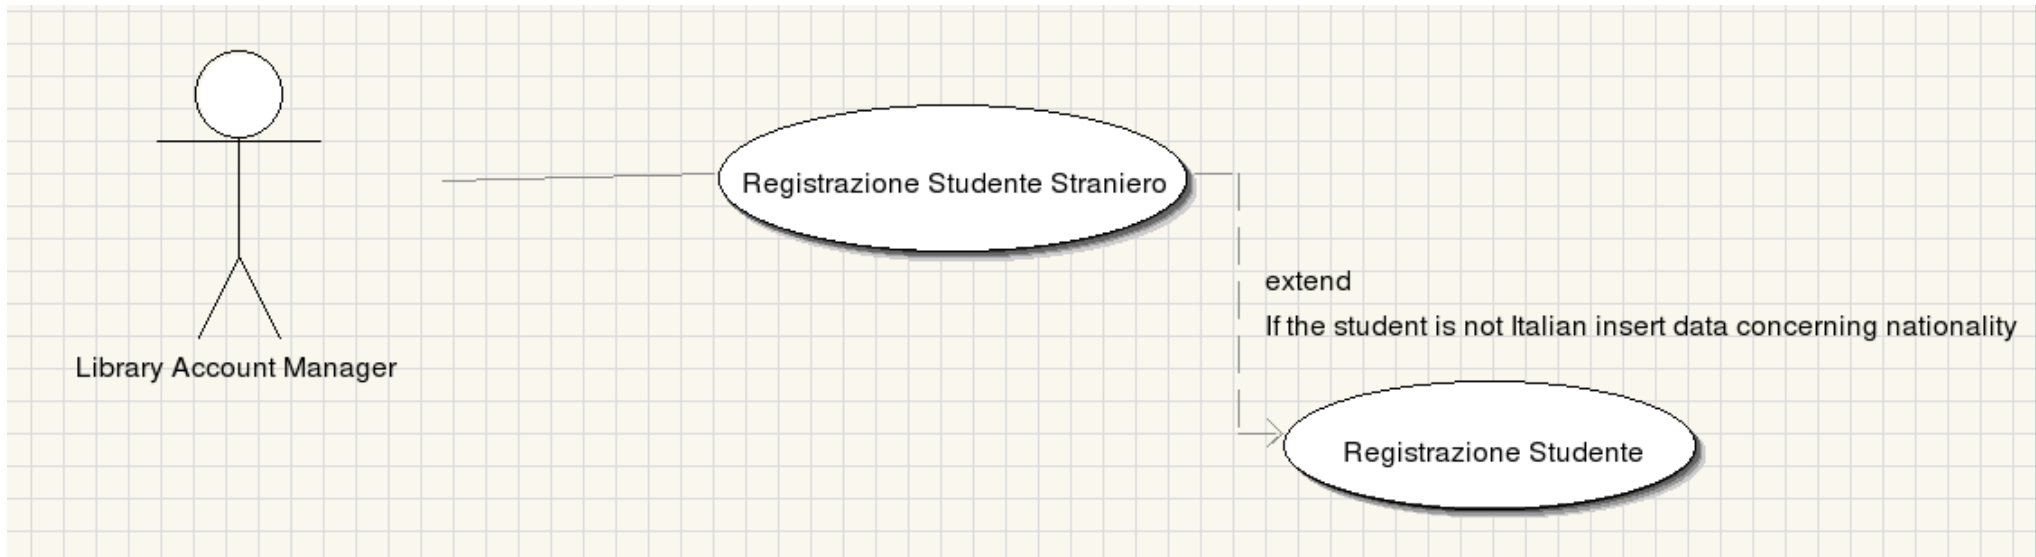 Registrazione Studente Straniero
extend
If the student is not Italian insert data concerning nationality
Library Account Manager
Registrazione Studente